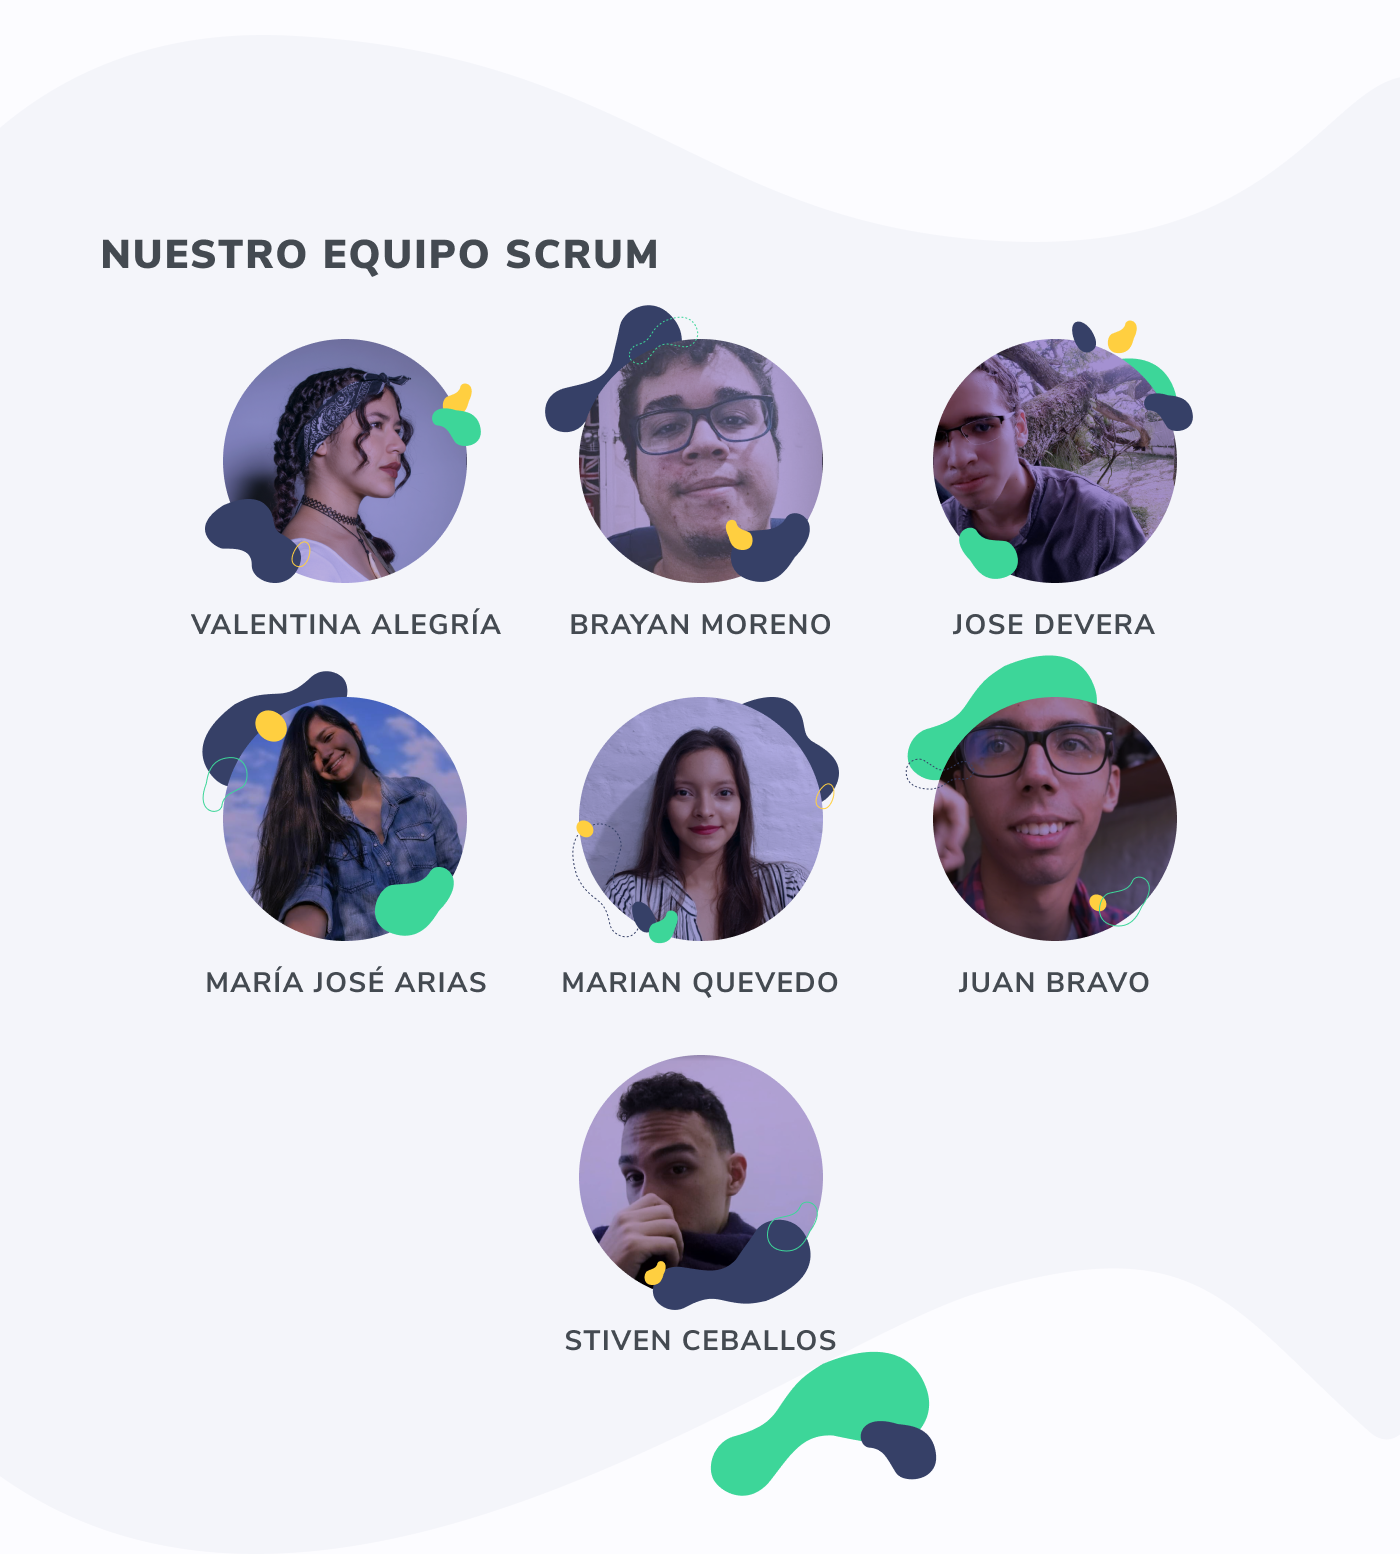 NUESTRO EQUIPO SCRUM
VALENTINA ALEGRÍA
BRAYAN MORENO
JOSE DEVERA
MARÍA JOSÉ ARIAS
MARIAN QUEVEDO
JUAN BRAVO
STIVEN CEBALLOS